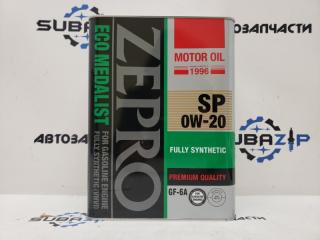 SUBAZIP
АВТОЗАПЧАСТИ
АВТОЗАПЧАСТИ
SUBAZIP
ZEPRO
ECO MEDALIST
FOR GASOLINE ENGINE
FULLY SYNTHETIC
MOTOR OIL
1996
SP
0W-20
FULLY SYNTHETIC
PREMIUM QUALITY
GF-6A